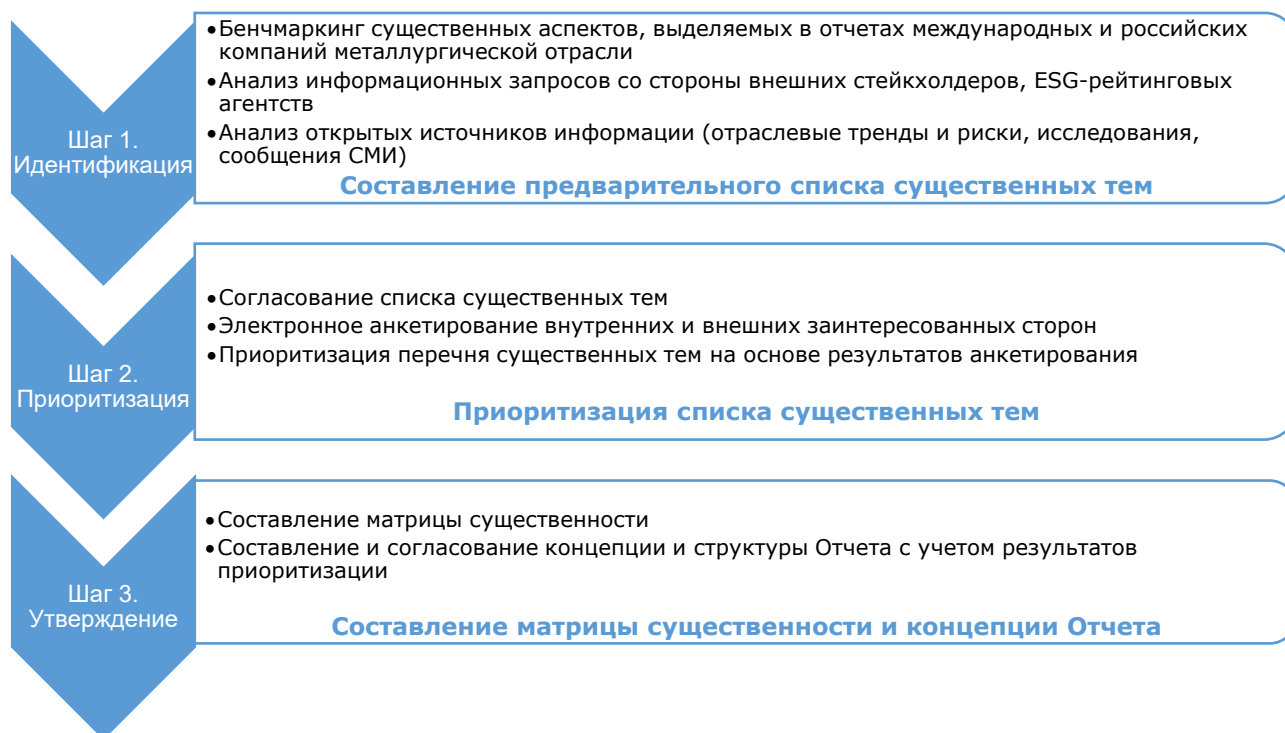 Шаг 1.
Идентификация
•Бенчмаркинг существенных аспектов, выделяемых в отчетах международных и российских
компаний металлургической отрасли
•Анализ информационных запросов со стороны внешних стейкхолдеров, ESG-рейтинговых
агентств
•Анализ открытых источников информации (отраслевые тренды и риски, исследования,
сообщения СМИ)
Составление предварительного списка существенных тем
Шаг 2.
Приоритизация
•Согласование списка существенных тем
•Электронное анкетирование внутренних и внешних заинтересованных сторон
•Приоритизация перечня существенных тем на основе результатов анкетирования
Приоритизация списка существенных тем
Шаг 3.
Утверждение
•Составление матрицы существенности
•Составление и согласование концепции и структуры Отчета с учетом результатов
приоритизации
Составление матрицы существенности и концепции Отчета